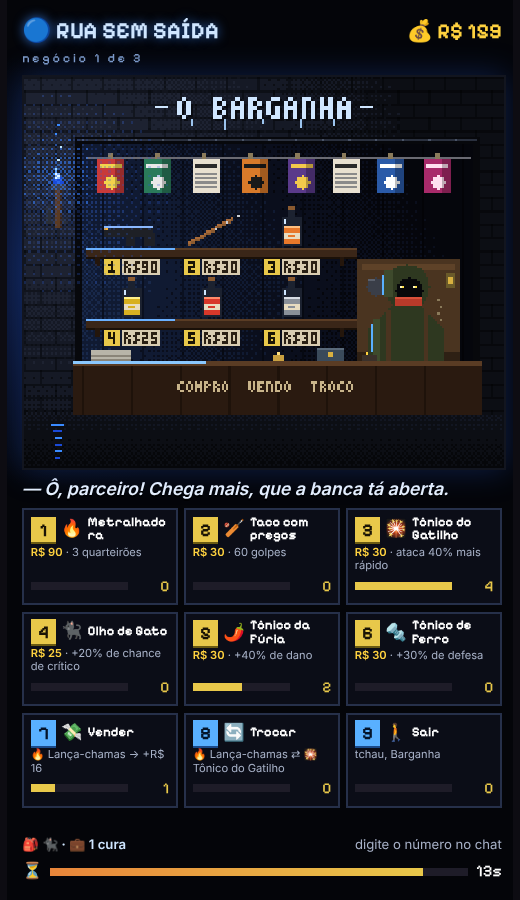 RUA SEM SAÍDA
R$ 189
negócio 1 de 3
O BARGANHA
1 R$90 2 R$30 3 R$30
4 R$25 5 R$30 6 R$30
COMPRO VENDO TROCO
— Ô, parceiro! Chega mais, que a banca tá aberta.
1 Metralhado
ra
R$ 90 · 3 quarteirões
0
2 Taco com
pregos
R$ 30 · 60 golpes
0
3 Tônico do
Gatilho
R$ 30 · ataca 40% mais
rápido
4
4 Olho de Gato
R$ 25 · +20% de chance
de crítico
0
5 Tônico da
Fúria
R$ 30 · +40% de dano
2
6 Tônico de
Ferro
R$ 30 · +30% de defesa
0
7 Vender
Lança-chamas → +R$
16
1
8 Trocar
Lança-chamas ⇄
Tônico do Gatilho
0
9 Sair
tchau, Barganha
0
· 1 cura
digite o número no chat
13s